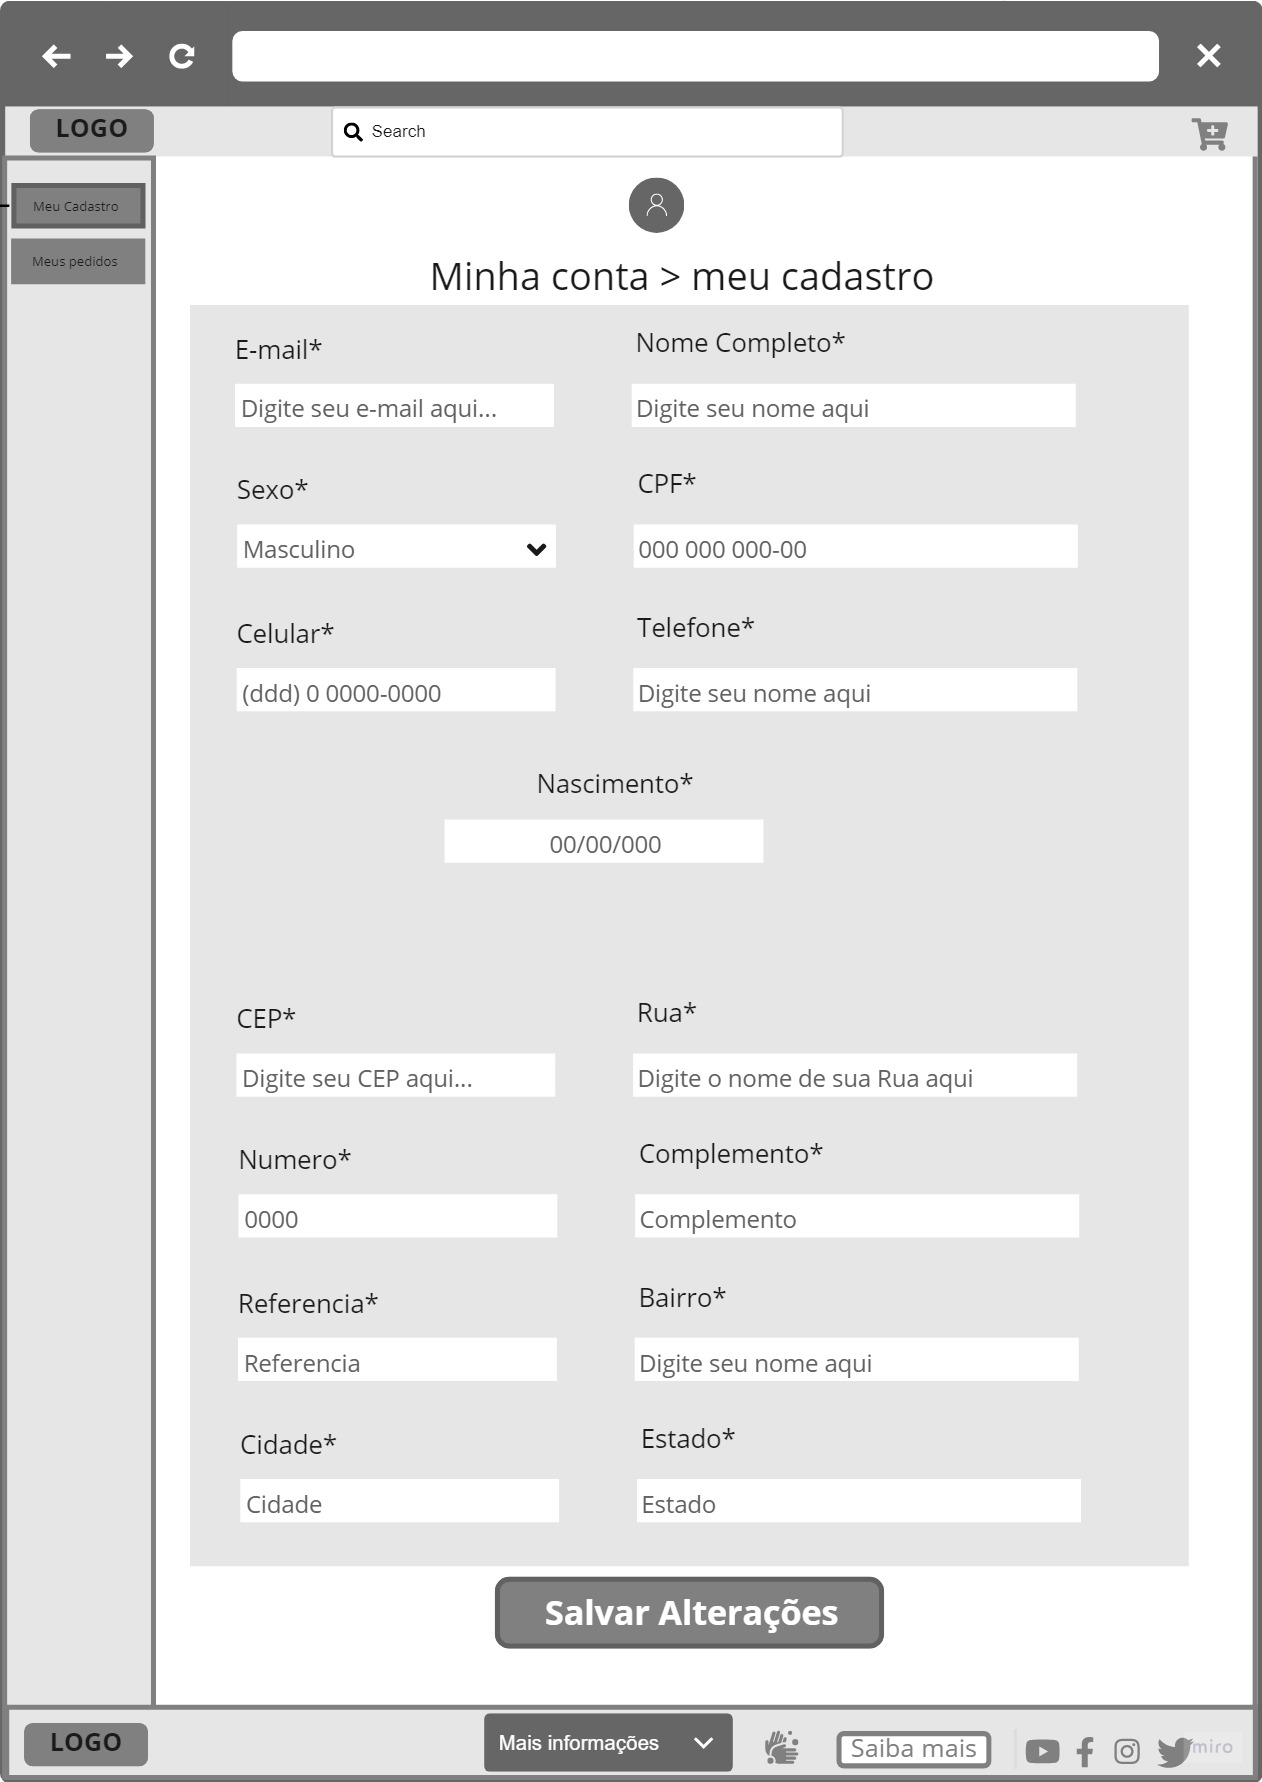 LOGO
Search
Meu Cadastro
Meus pedidos
Minha conta > meu cadastro
E-mail*
Nome Completo*
Digite seu e-mail aqui...
Digite seu nome aqui
Sexo*
CPF*
Masculino
000 000 000-00
Celular*
Telefone*
(ddd) 0 0000-0000
Digite seu nome aqui
Nascimento*
00/00/000
CEP*
Rua*
Digite seu CEP aqui...
Digite o nome de sua Rua aqui
Numero*
Complemento*
0000
Complemento
Referencia*
Bairro*
Referencia
Digite seu nome aqui
Cidade*
Estado*
Cidade
Estado
Salvar Alterações
LOGO
Mais informações
Saiba mais
miro